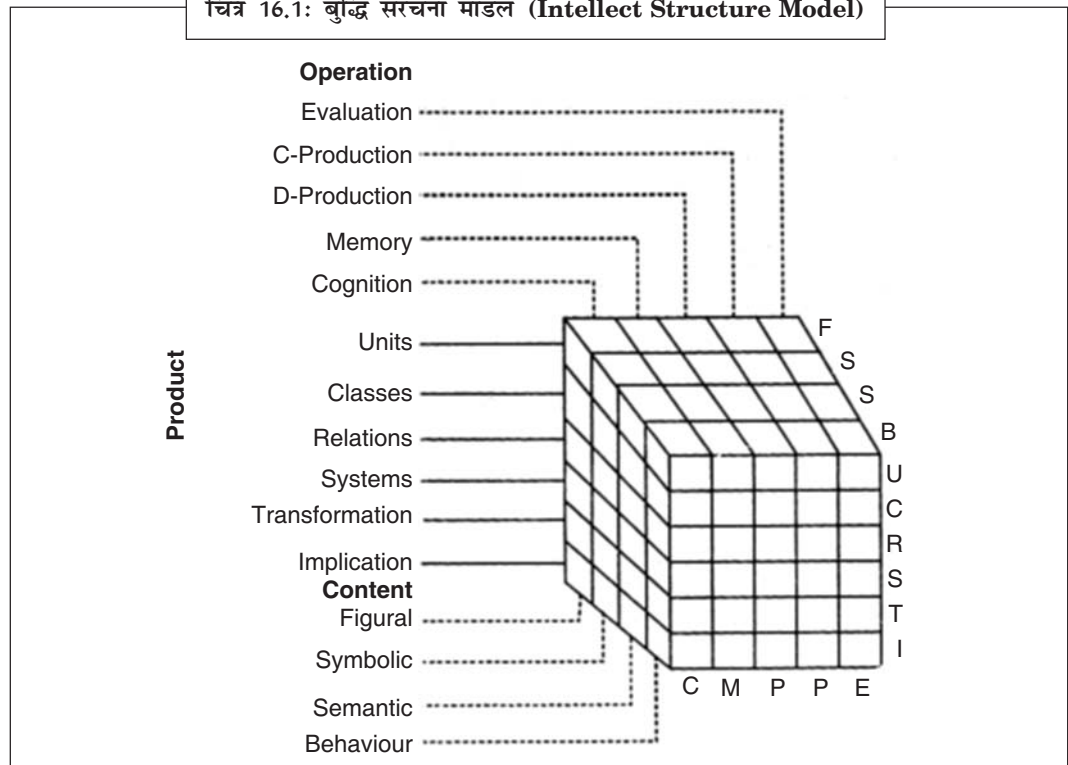 चित्र 16.1: बुद्धि संरचना मॉडल (Intellect Structure Model)
Operation
Evaluation
C-Production
D-Production
Memory
Cognition
Product
Units
Classes
Relations
Systems
Transformation
Implication
Content
Figural
Symbolic
Semantic
Behaviour
F
S
S
B
U
C
R
S
T
I
C M P P E